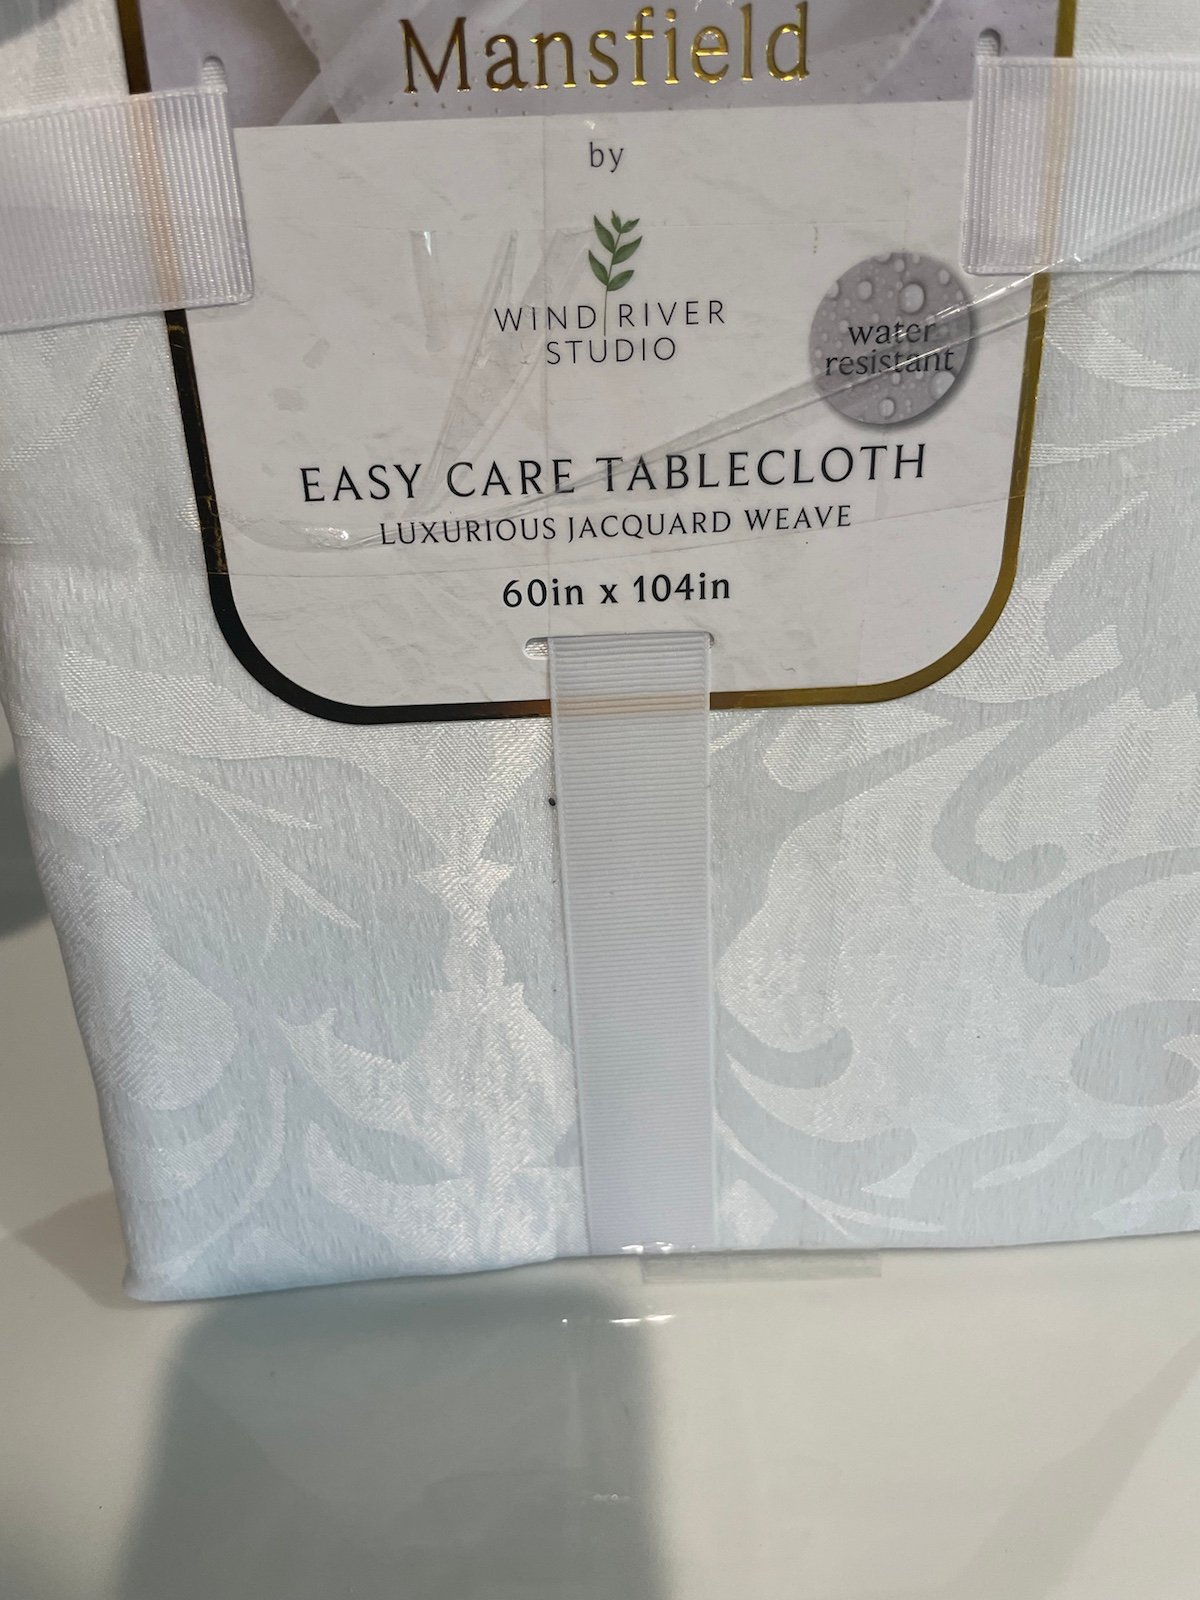 Mansfield
by
WIND RIVER
STUDIO
water
resistant
EASY CARE TABLECLOTH
LUXURIOUS JACQUARD WEAVE
60in x 104in